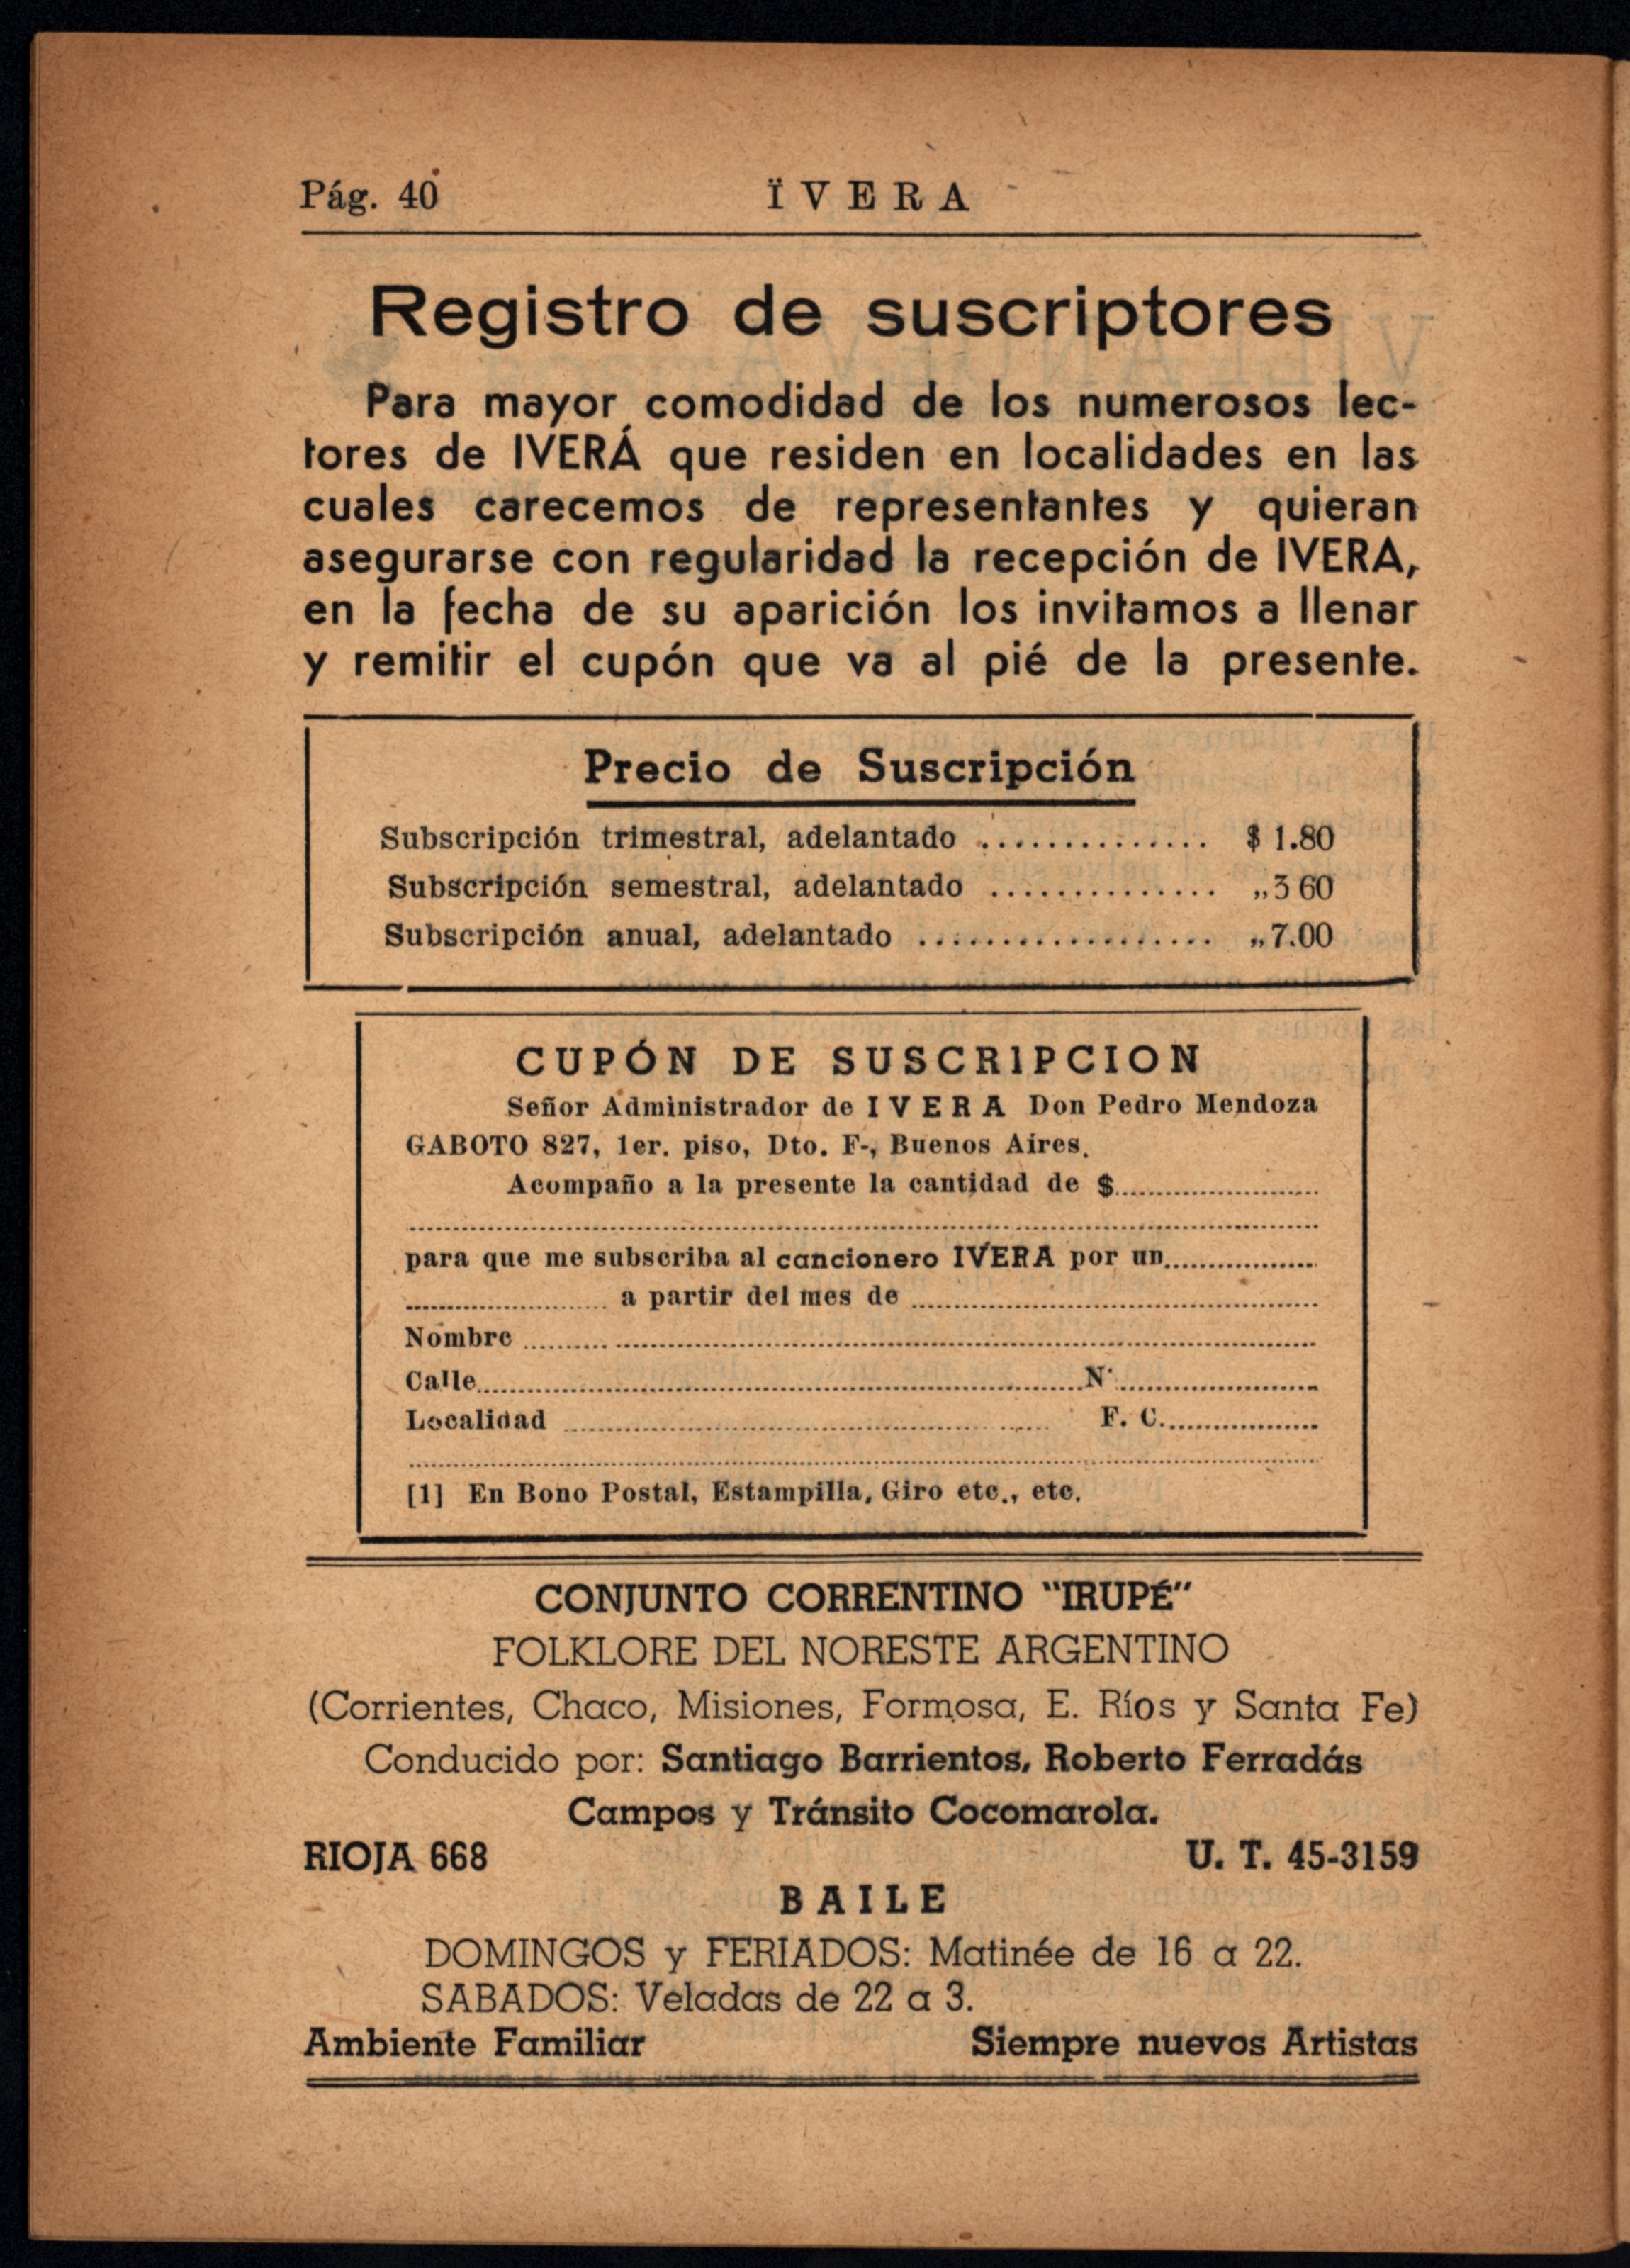 Pág. 40 ÏVERA
Registro de suscriptores
Para mayor comodidad de los numerosos lec-
tores de IVERÁ que residen en localidades en las
cuales carecemos de representantes y quieran
asegurarse con regularidad la recepción de IVERA,
en la fecha de su aparición los invitamos a llenar
y remitir el cupón que va al pié de la presente.
Precio de Suscripción
Subscripción trimestral, adelantado .............. $ 1.80
Subscripción semestral, adelantado .............. „ 3 60
Subscripción anual, adelantado .................. „ 7.00
CUPÓN DE SUSCRIPCION
Señor Administrador de IVERA Don Pedro Mendoza
GABOTO 827, 1er. piso, Dto. F-, Buenos Aires.
Acompaño a la presente la cantidad de $..........
para que me subscriba al cancionero IVERA por un..........
.......... a partir del mes de ..........
Nombre ..........
Calle.......... N°..........
Localidad .......... F. C...........
[1] En Bono Postal, Estampilla, Giro etc., etc.
CONJUNTO CORRENTINO "IRUPÉ"
FOLKLORE DEL NORESTE ARGENTINO
(Corrientes, Chaco, Misiones, Formosa, E. Ríos y Santa Fe)
Conducido por: Santiago Barrientos, Roberto Ferradás
Campos y Tránsito Cocomarola.
RIOJA 668 U. T. 45-3159
BAILE
DOMINGOS y FERIADOS: Matinée de 16 a 22.
SABADOS: Veladas de 22 a 3.
Ambiente Familiar Siempre nuevos Artistas